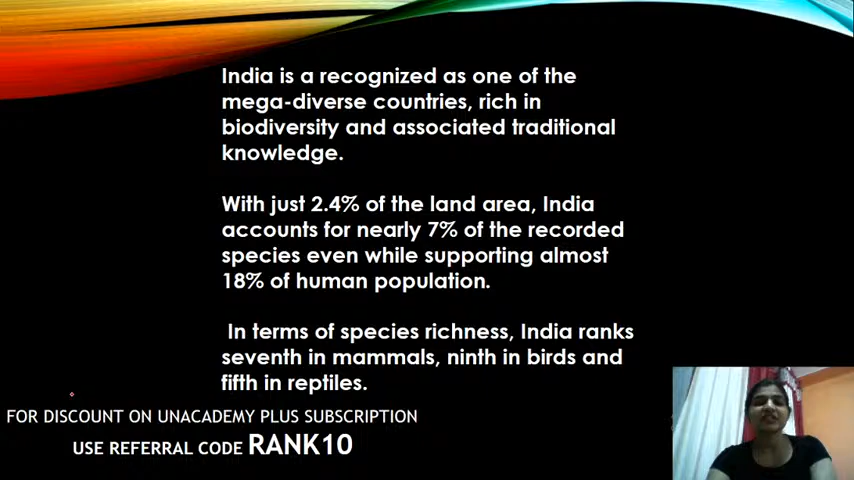 India is a recognized as one of the
mega-diverse countries, rich in
biodiversity and associated traditional
knowledge.
With just 2.4% of the land area, India
accounts for nearly 7% of the recorded
species even while supporting almost
18% of human population.
In terms of species richness, India ranks
seventh in mammals, ninth in birds and
fifth in reptiles.
FOR DISCOUNT ON UNACADEMY PLUS SUBSCRIPTION
USE REFERRAL CODE RANK10